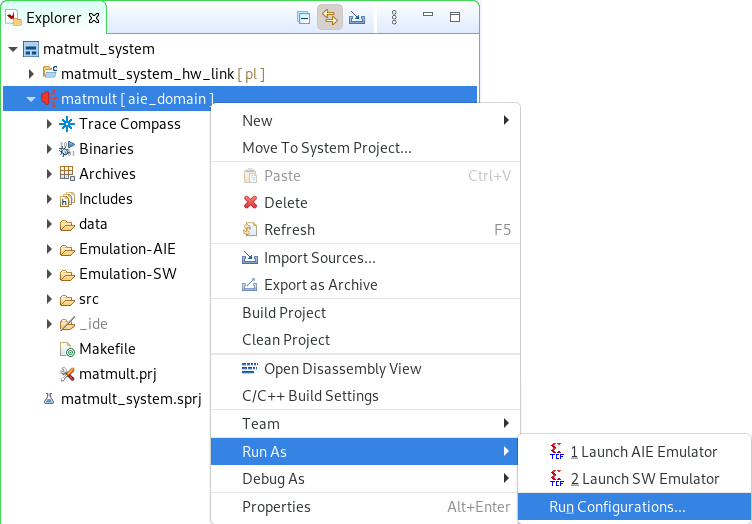 Explorer
matmult_system
matmult_system_hw_link [ pl ]
matmult [ aie_domain ]
Trace Compass
Binaries
Archives
Includes
data
Emulation-AIE
Emulation-SW
src
_ide
Makefile
matmult.prj
matmult_system.sprj
New
Move To System Project...
Paste Ctrl+V
Delete
Refresh F5
Import Sources...
Export as Archive
Build Project
Clean Project
Open Disassembly View
C/C++ Build Settings
Team
Run As
Debug As
Properties Alt+Enter
TCF 1 Launch AIE Emulator
TCF 2 Launch SW Emulator
Run Configurations...